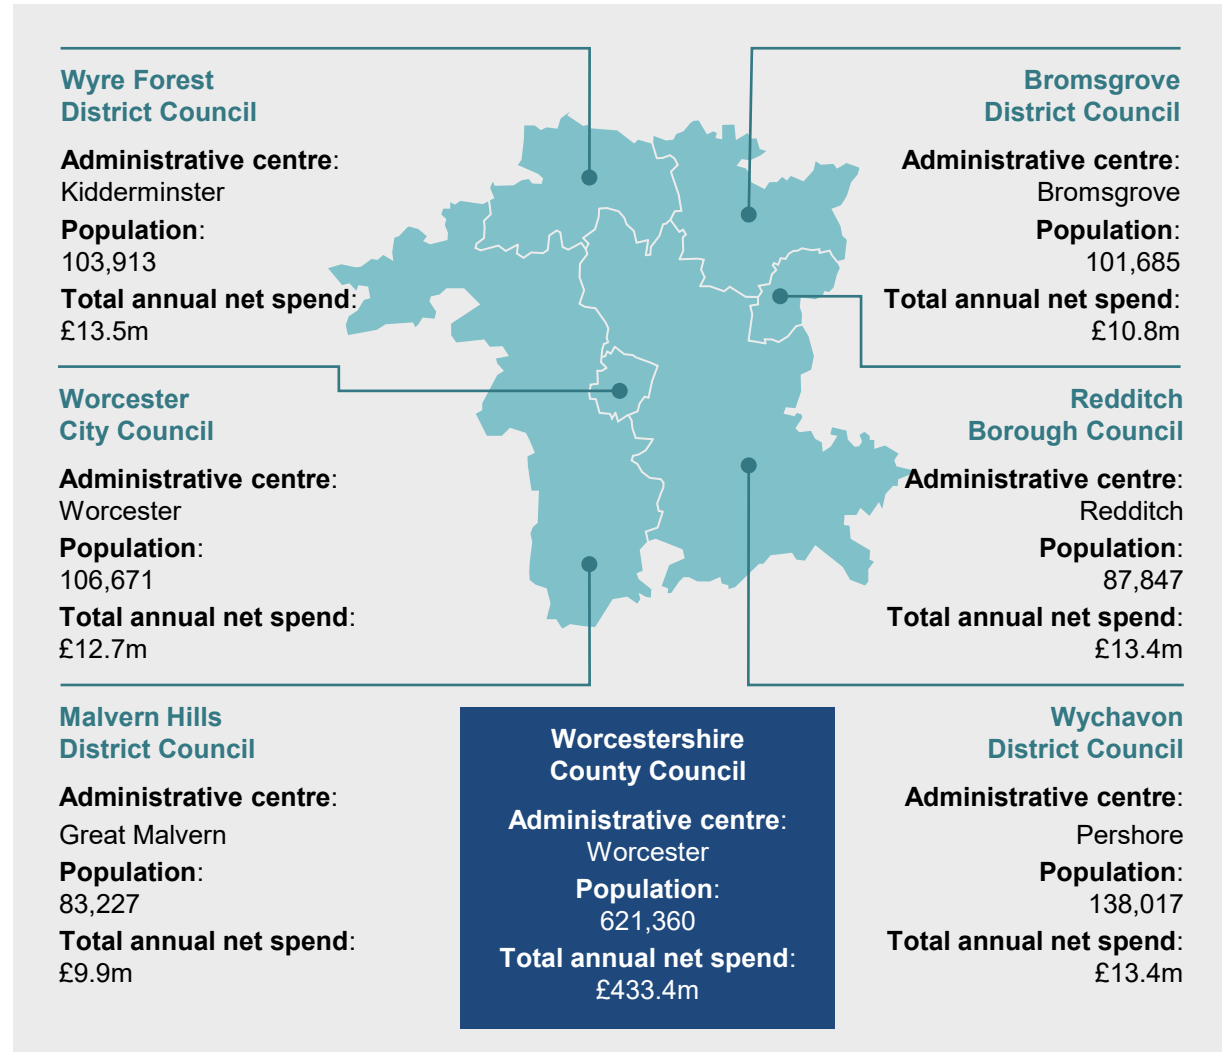 Wyre Forest
District Council
Administrative centre:
Kidderminster
Population:
103,913
Total annual net spend:
£13.5m
Bromsgrove
District Council
Administrative centre:
Bromsgrove
Population:
101,685
Total annual net spend:
£10.8m
Worcester
City Council
Administrative centre:
Worcester
Population:
106,671
Total annual net spend:
£12.7m
Redditch
Borough Council
Administrative centre:
Redditch
Population:
87,847
Total annual net spend:
£13.4m
Malvern Hills
District Council
Administrative centre:
Great Malvern
Population:
83,227
Total annual net spend:
£9.9m
Worcestershire
County Council
Administrative centre:
Worcester
Population:
621,360
Total annual net spend:
£433.4m
Wychavon
District Council
Administrative centre:
Pershore
Population:
138,017
Total annual net spend:
£13.4m